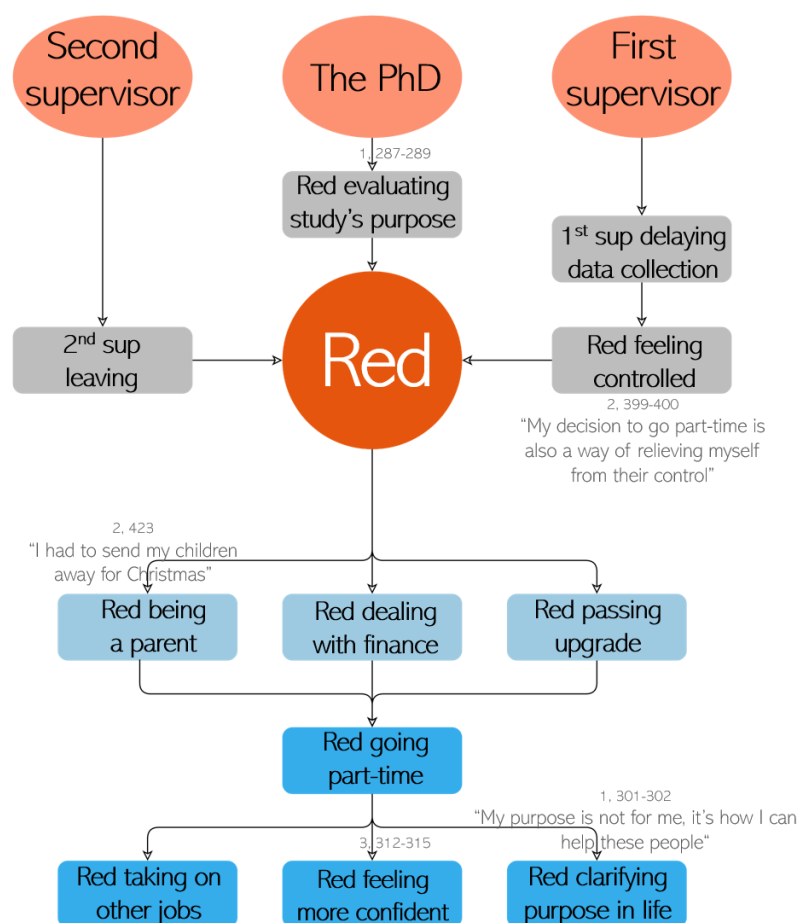 Second
supervisor
The PhD
First
supervisor
1, 287-289
Red evaluating
study's purpose
1st sup delaying
data collection
2nd sup
leaving
Red
Red feeling
controlled
2, 399-400
“My decision to go part-time is
also a way of relieving myself
from their control”
2, 423
“I had to send my children
away for Christmas”
Red being
a parent
Red dealing
with finance
Red passing
upgrade
Red going
part-time
1, 301-302
“My purpose is not for me, it's how I can
help these people“
3, 312-315
Red taking on
other jobs
Red feeling
more confident
Red clarifying
purpose in life